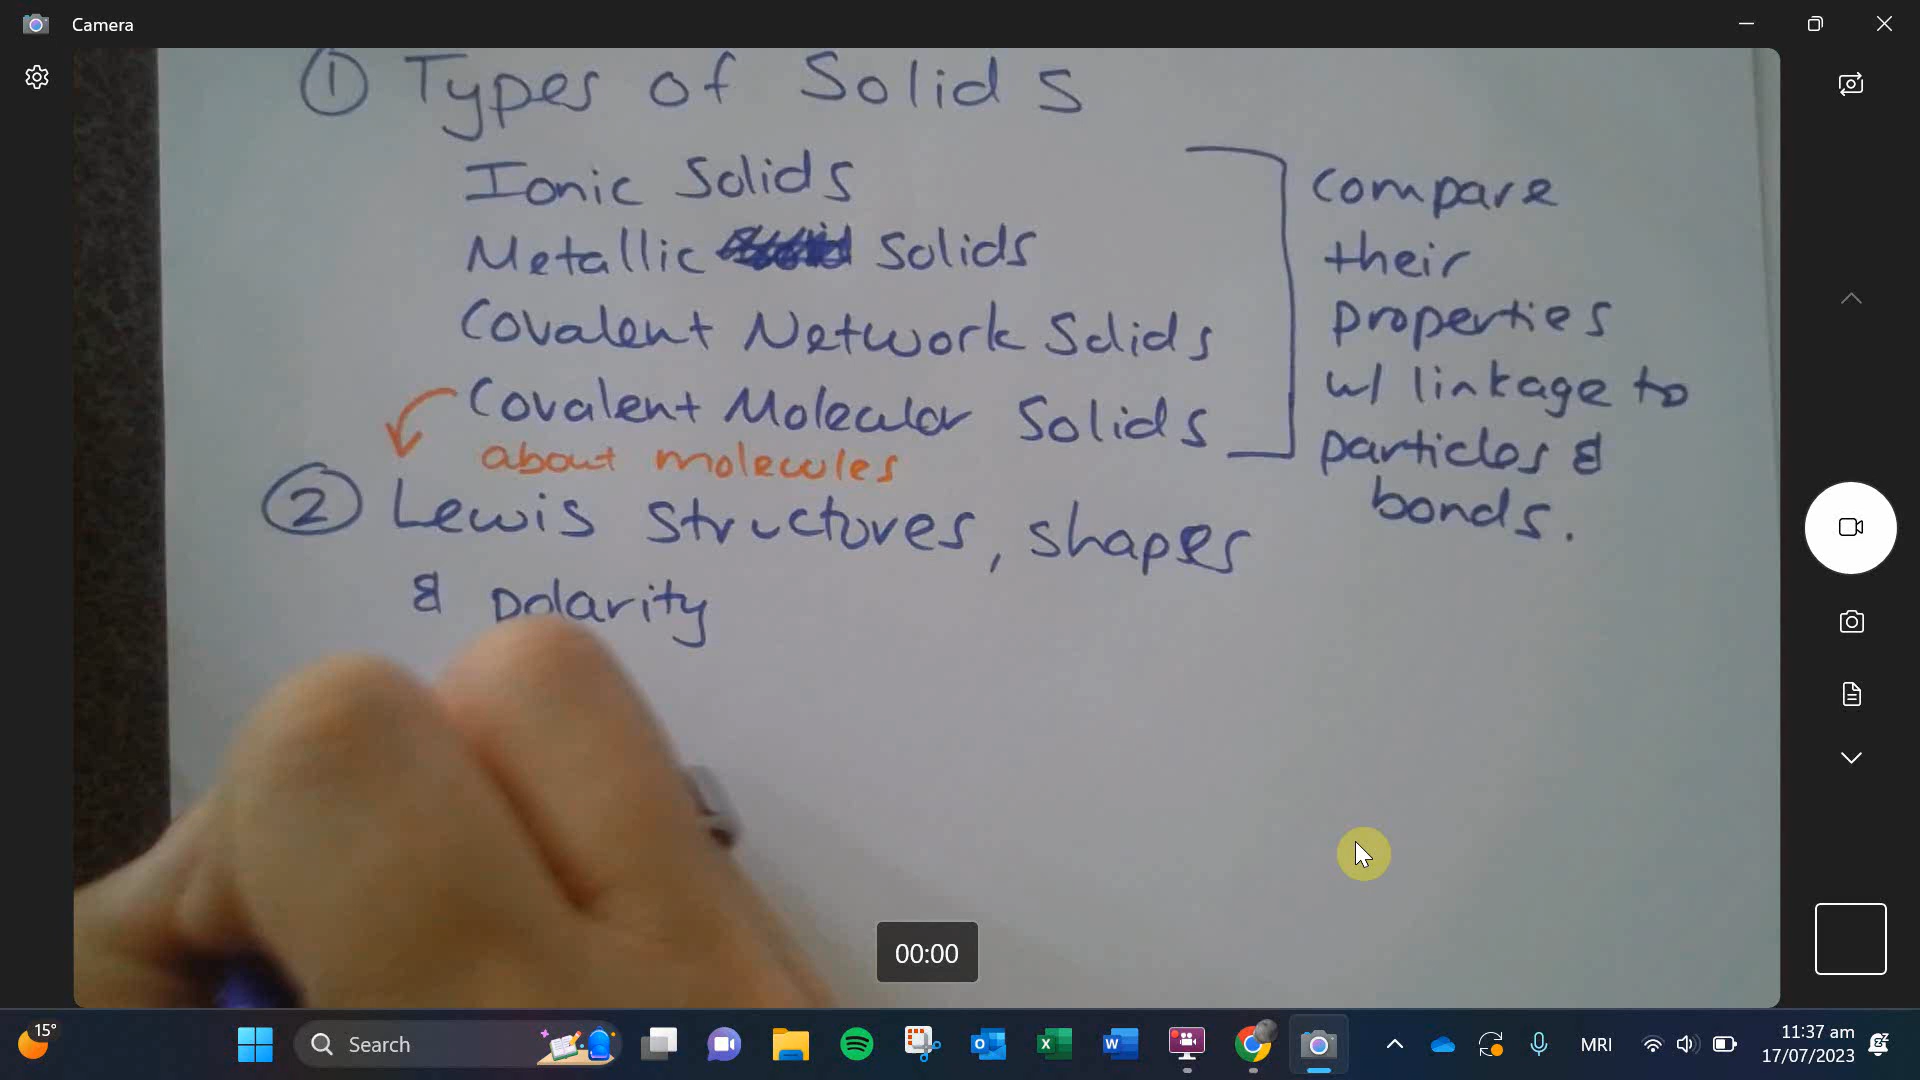 Camera
① Types of Solids
Ionic Solids
Metallic Solids
Covalent Network Solids
Covalent Molecular Solids
about molecules
compare
their
properties
w/ linkage to
particles &
bonds.
② Lewis Structures, shapes
& polarity
00:00
15°
Search
MRI
11:37 am
17/07/2023